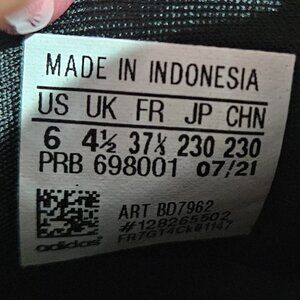 MADE IN INDONESIA
US UK FR JP CHN
6 4½ 37⅓ 230 230
PRB 698001 07/21
ART BD7962
#128265502
adidas